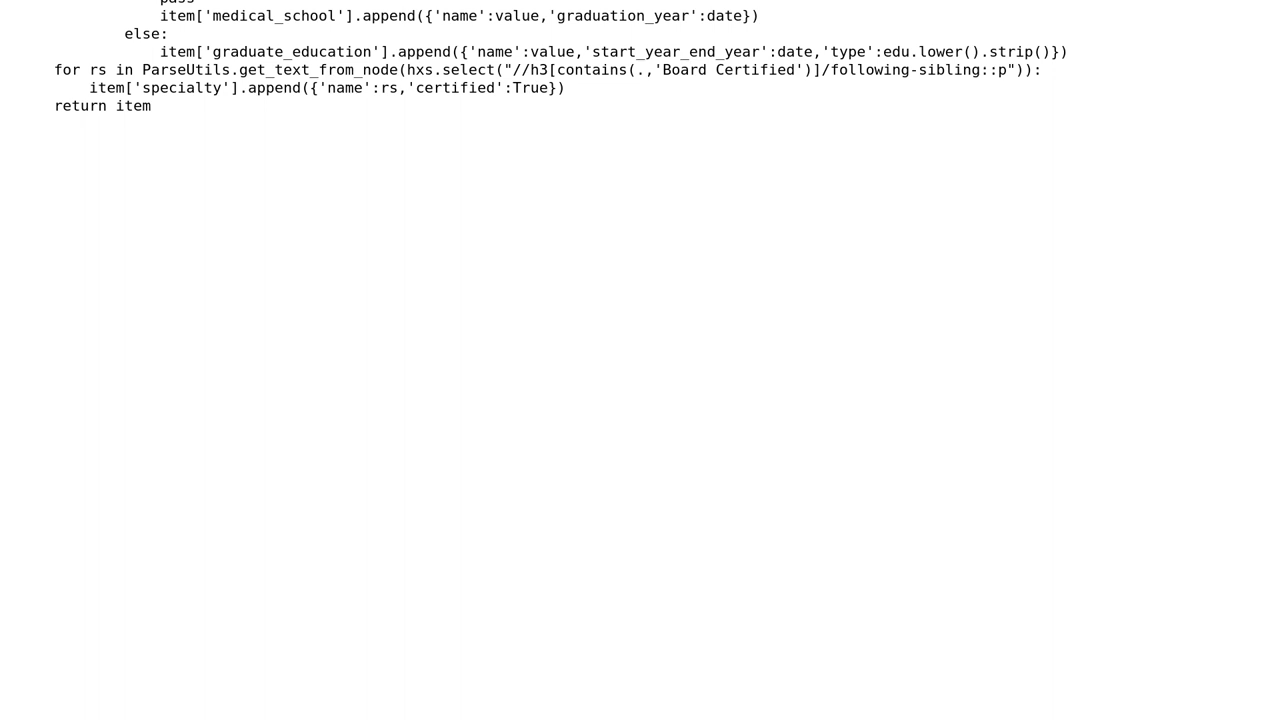 pass
item['medical_school'].append({'name':value,'graduation_year':date})
else:
item['graduate_education'].append({'name':value,'start_year_end_year':date,'type':edu.lower().strip()})
for rs in ParseUtils.get_text_from_node(hxs.select("//h3[contains(.,'Board Certified')]/following-sibling::p")):
item['specialty'].append({'name':rs,'certified':True})
return item